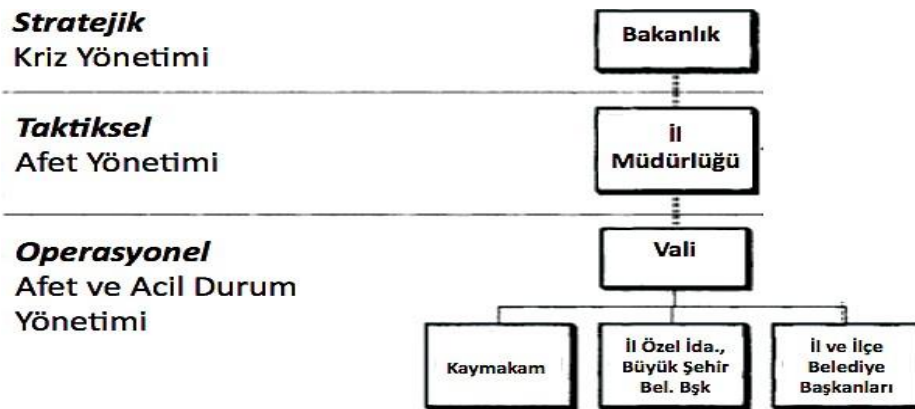 Stratejik
Kriz Yönetimi
Bakanlık
Taktiksel
Afet Yönetimi
İl
Müdürlüğü
Operasyonel
Afet ve Acil Durum
Yönetimi
Vali
Kaymakam
İl Özel İda.,
Büyük Şehir
Bel. Bşk
İl ve İlçe
Belediye
Başkanları